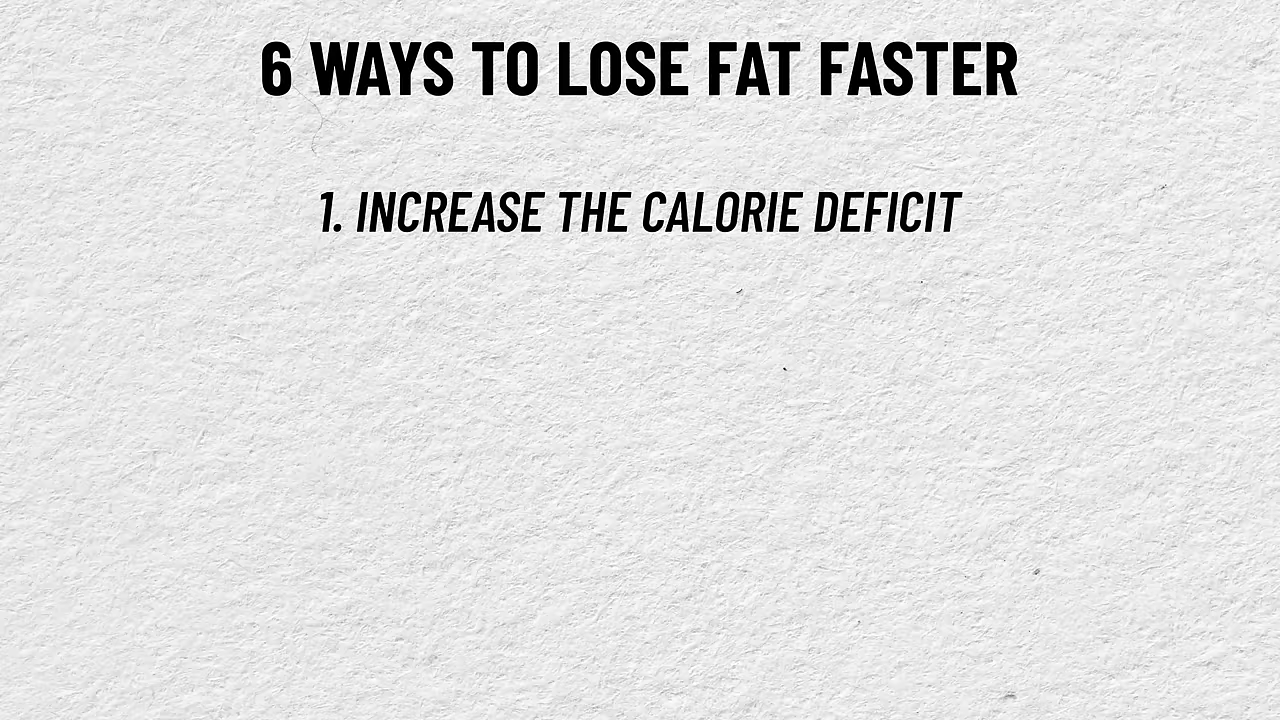 6 WAYS TO LOSE FAT FASTER
1. INCREASE THE CALORIE DEFICIT